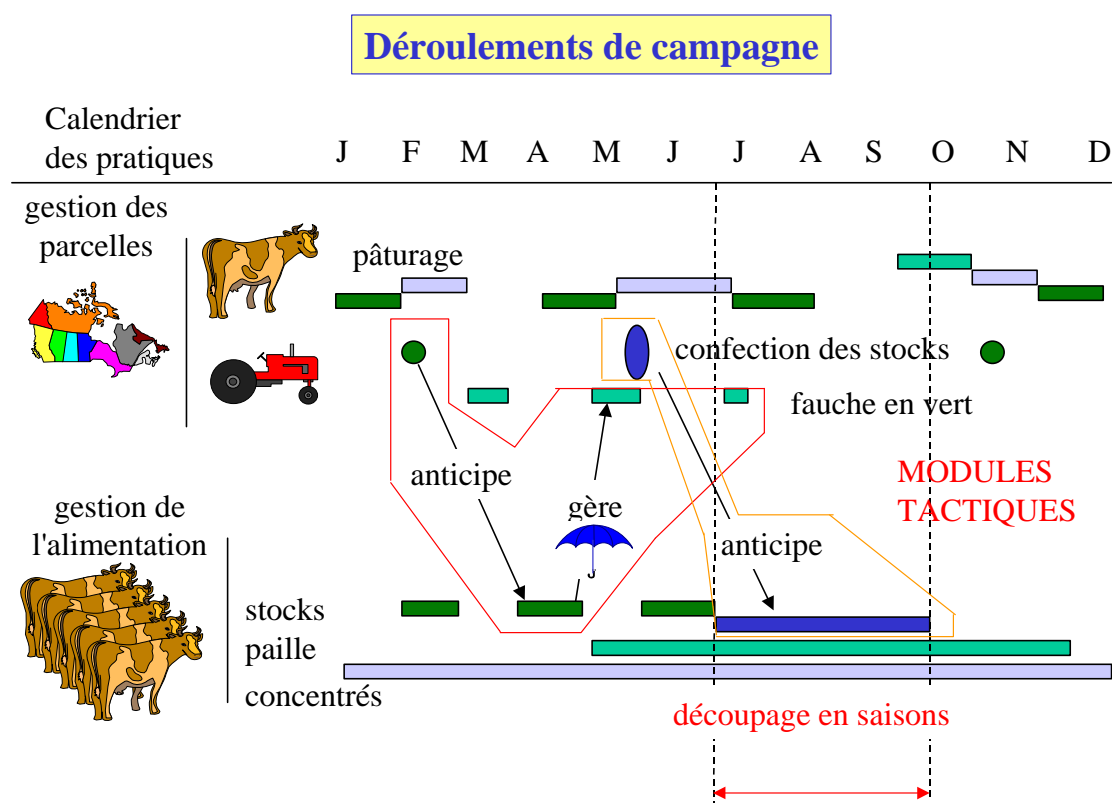 Déroulements de campagne
Calendrier
des pratiques
J F M A M J J A S O N D
gestion des
parcelles
pâturage
confection des stocks
fauche en vert
anticipe
gère
MODULES
TACTIQUES
gestion de
l'alimentation
anticipe
stocks
paille
concentrés
découpage en saisons